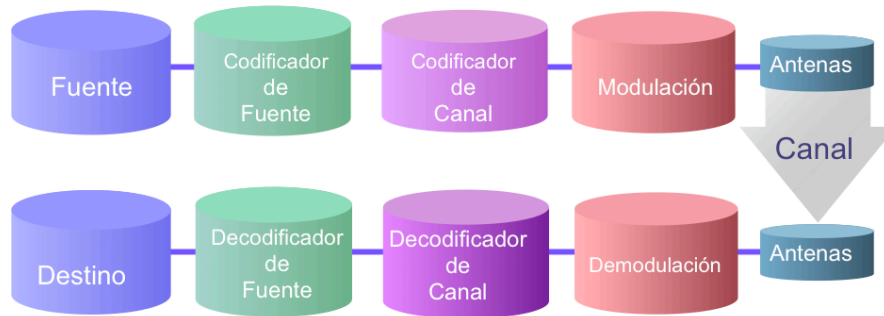 Fuente
Codificador
de
Fuente
Codificador
de
Canal
Modulación
Antenas
Canal
Destino
Decodificador
de
Fuente
Decodificador
de
Canal
Demodulación
Antenas